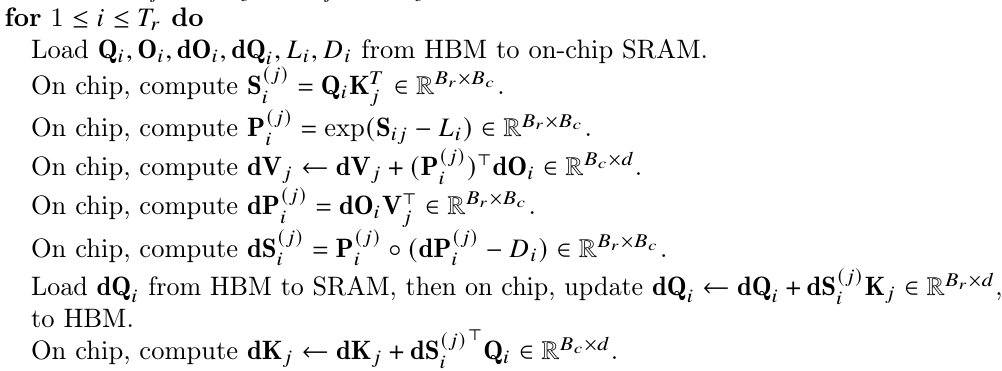 for 1 ≤ i ≤ T_r do
Load Q_i, O_i, dO_i, dQ_i, L_i, D_i from HBM to on-chip SRAM.
On chip, compute S_i^{(j)} = Q_i K_j^T ∈ ℝ^{B_r×B_c}.
On chip, compute P_i^{(j)} = exp(S_{ij} − L_i) ∈ ℝ^{B_r×B_c}.
On chip, compute dV_j ← dV_j + (P_i^{(j)})^⊤ dO_i ∈ ℝ^{B_c×d}.
On chip, compute dP_i^{(j)} = dO_i V_j^⊤ ∈ ℝ^{B_r×B_c}.
On chip, compute dS_i^{(j)} = P_i^{(j)} ∘ (dP_i^{(j)} − D_i) ∈ ℝ^{B_r×B_c}.
Load dQ_i from HBM to SRAM, then on chip, update dQ_i ← dQ_i + dS_i^{(j)} K_j ∈ ℝ^{B_r×d},
to HBM.
On chip, compute dK_j ← dK_j + dS_i^{(j)⊤} Q_i ∈ ℝ^{B_c×d}.